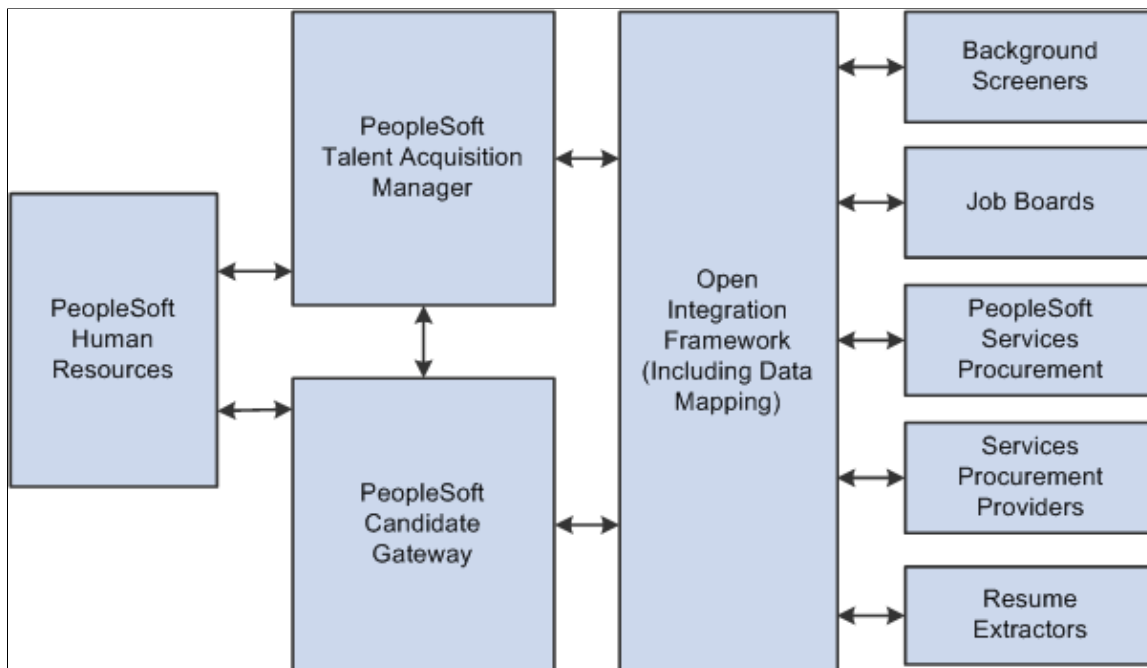 PeopleSoft
Human
Resources
PeopleSoft
Talent Acquisition
Manager
PeopleSoft
Candidate
Gateway
Open
Integration
Framework
(Including Data
Mapping)
Background
Screeners
Job Boards
PeopleSoft
Services
Procurement
Services
Procurement
Providers
Resume
Extractors